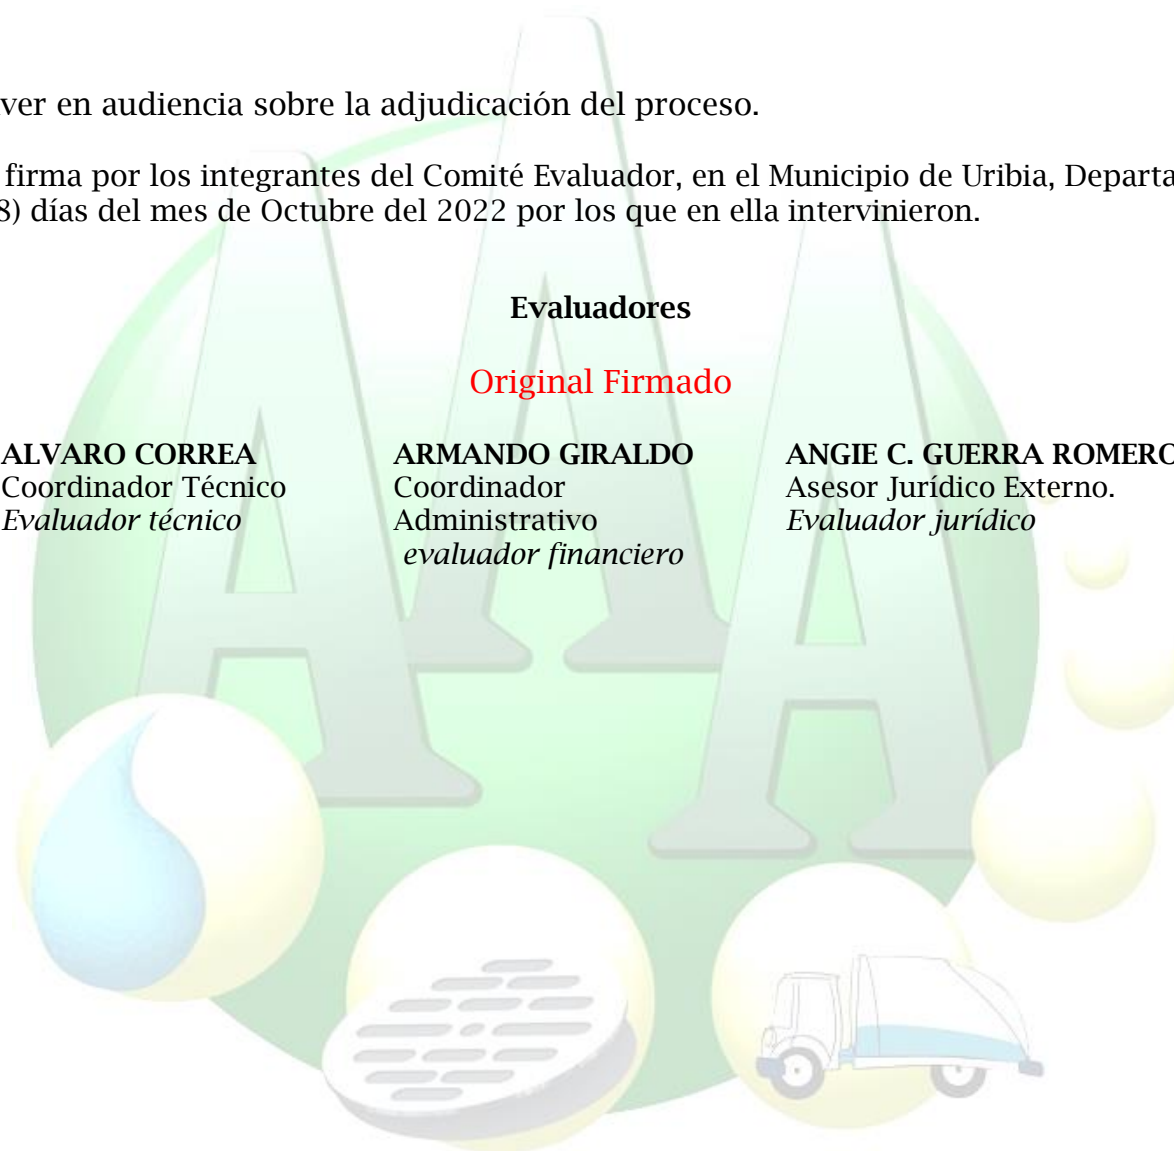 ver en audiencia sobre la adjudicación del proceso.
firma por los integrantes del Comité Evaluador, en el Municipio de Uribia, Departa
8) días del mes de Octubre del 2022 por los que en ella intervinieron.
Evaluadores
Original Firmado
ALVARO CORREA
Coordinador Técnico
Evaluador técnico
ARMANDO GIRALDO
Coordinador
Administrativo
evaluador financiero
ANGIE C. GUERRA ROMERO
Asesor Jurídico Externo.
Evaluador jurídico
AAA